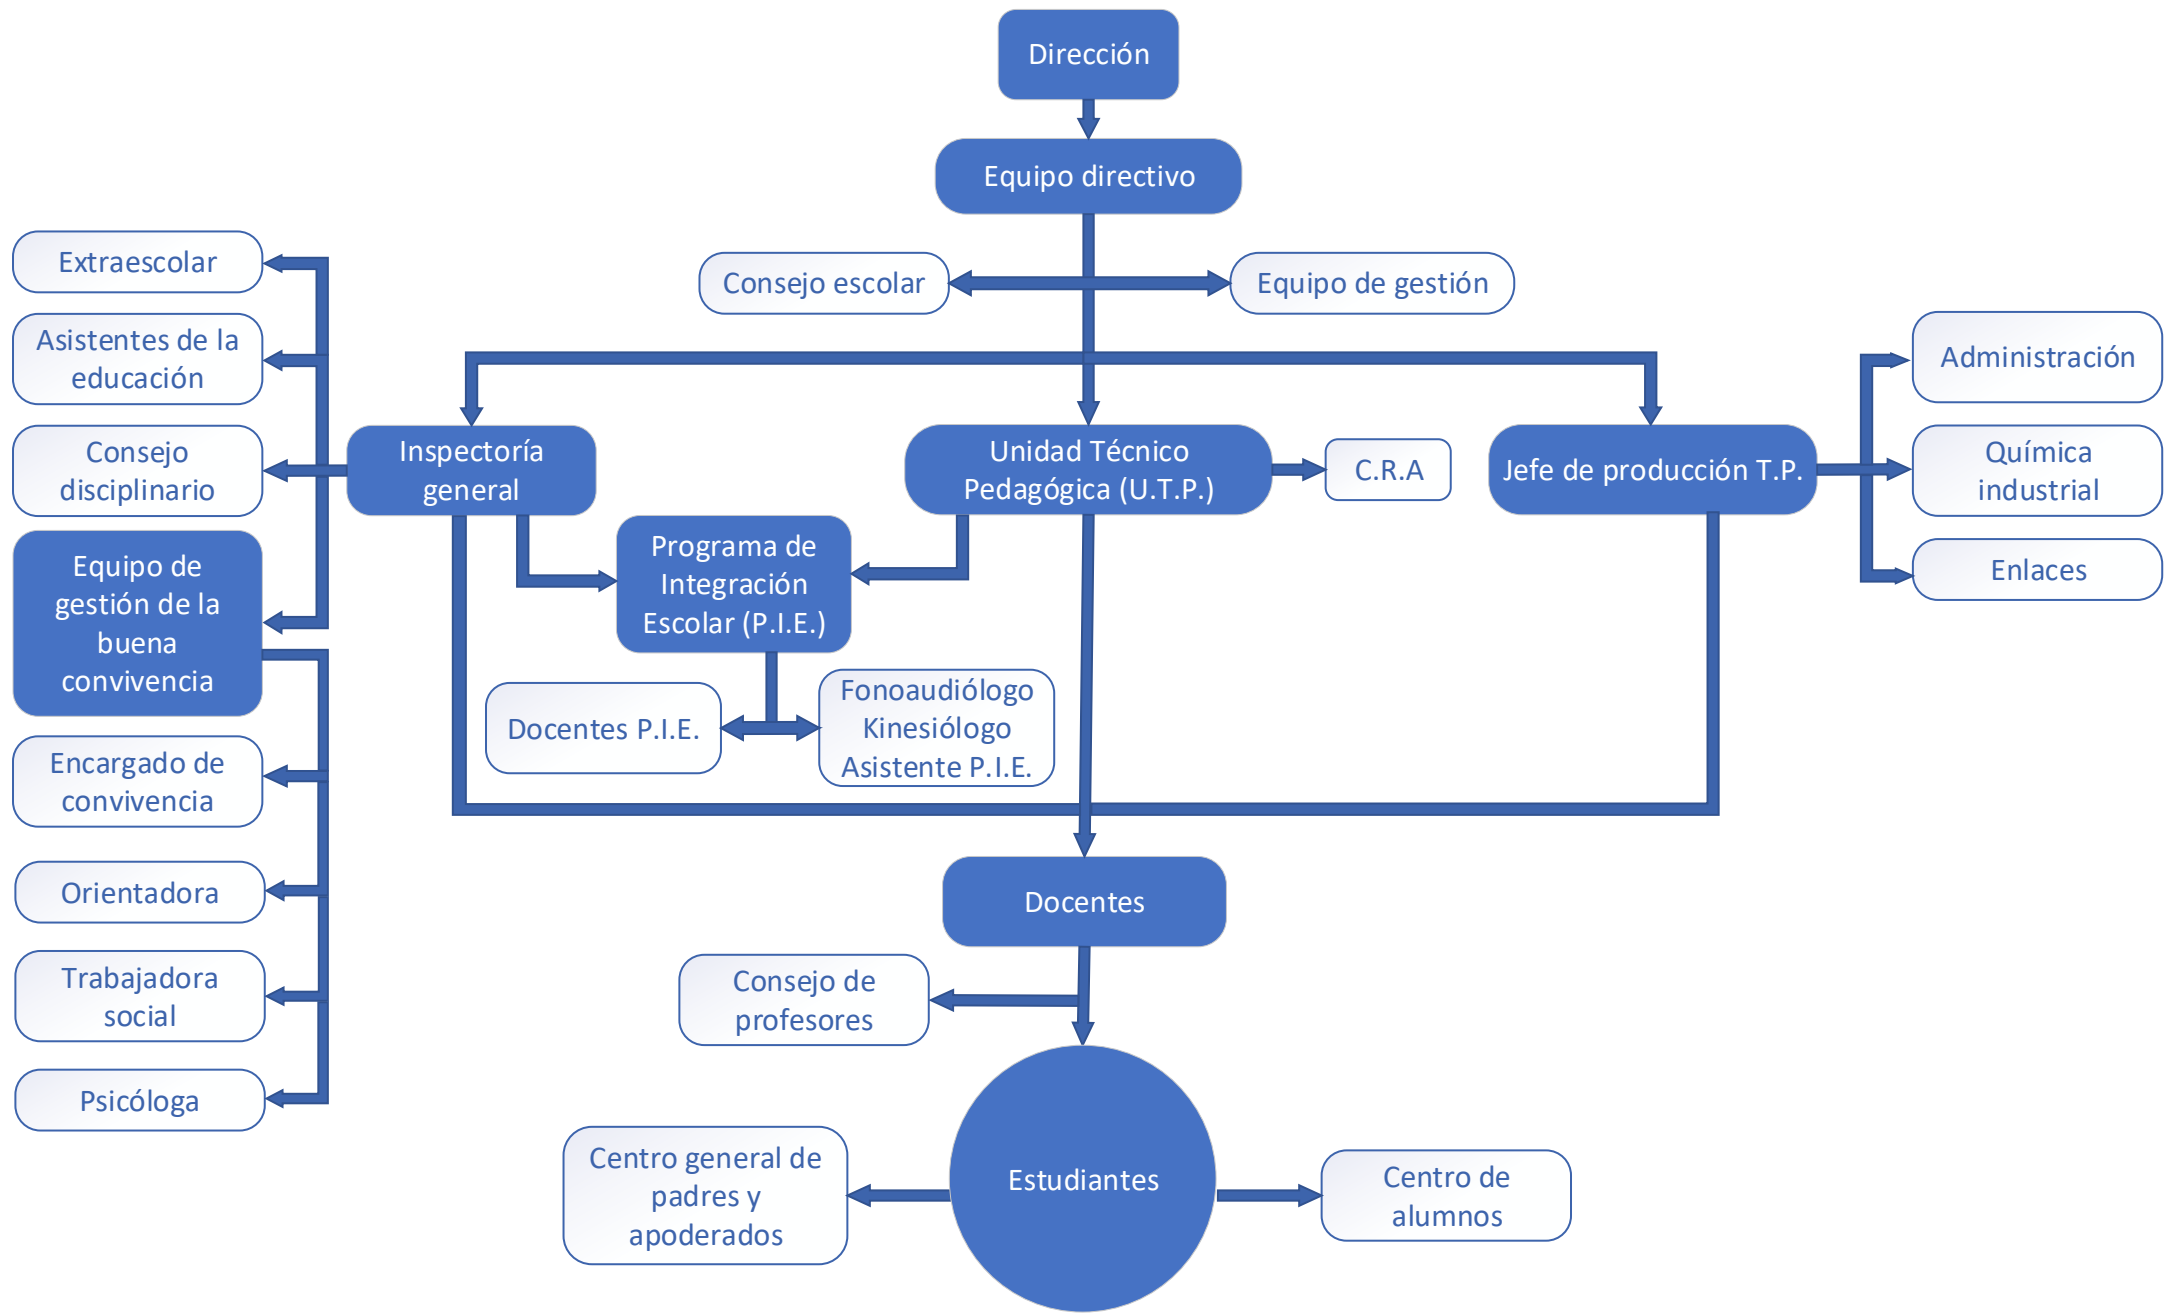 Dirección
Equipo directivo
Consejo escolar
Equipo de gestión
Extraescolar
Asistentes de la
educación
Consejo
disciplinario
Equipo de
gestión de la
buena
convivencia
Encargado de
convivencia
Orientadora
Trabajadora
social
Psicóloga
Inspectoría
general
Unidad Técnico
Pedagógica (U.T.P.)
C.R.A
Jefe de producción T.P.
Administración
Química
industrial
Enlaces
Programa de
Integración
Escolar (P.I.E.)
Docentes P.I.E.
Fonoaudiólogo
Kinesiólogo
Asistente P.I.E.
Docentes
Consejo de
profesores
Estudiantes
Centro general de
padres y
apoderados
Centro de
alumnos